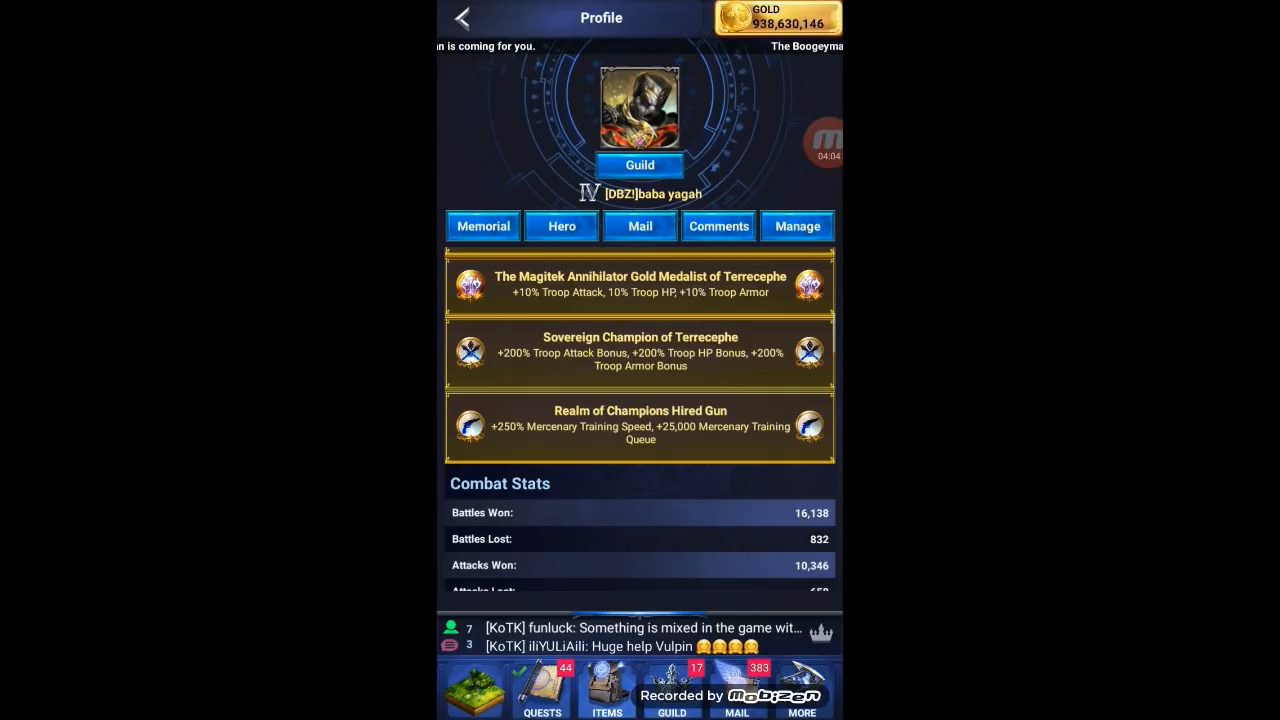 Profile
GOLD
938,630,146
n is coming for you.
The Boogeyma
04:04
Guild
IV [DBZ!]baba yagah
Memorial
Hero
Mail
Comments
Manage
The Magitek Annihilator Gold Medalist of Terrecephe
+10% Troop Attack, 10% Troop HP, +10% Troop Armor
Sovereign Champion of Terrecephe
+200% Troop Attack Bonus, +200% Troop HP Bonus, +200%
Troop Armor Bonus
Realm of Champions Hired Gun
+250% Mercenary Training Speed, +25,000 Mercenary Training
Queue
Combat Stats
Battles Won: 16,138
Battles Lost: 832
Attacks Won: 10,346
Attacks Lost: 658
7 [KoTK] funluck: Something is mixed in the game wit...
3 [KoTK] iliYULiAili: Huge help Vulpin
44
17
383
Recorded by Mobizen
QUESTS
ITEMS
GUILD
MAIL
MORE